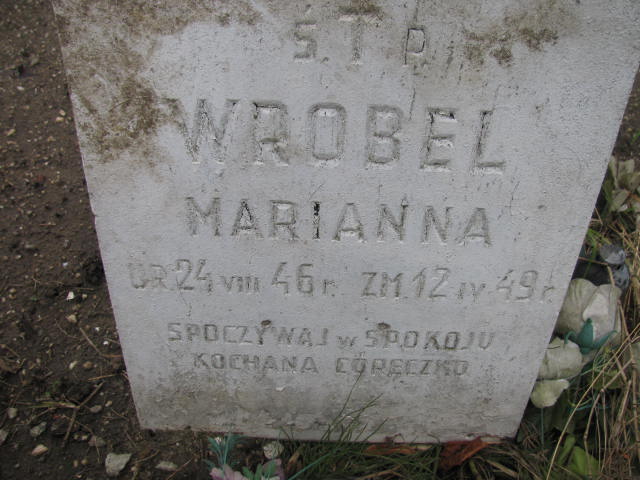 Ś.T P.
WROBEL
MARIANNA
UR 24 VIII 46 r. ZM. 12 IV. 49 r
SPOCZYWAJ w SPOKOJU
KOCHANA CÓRECZKO